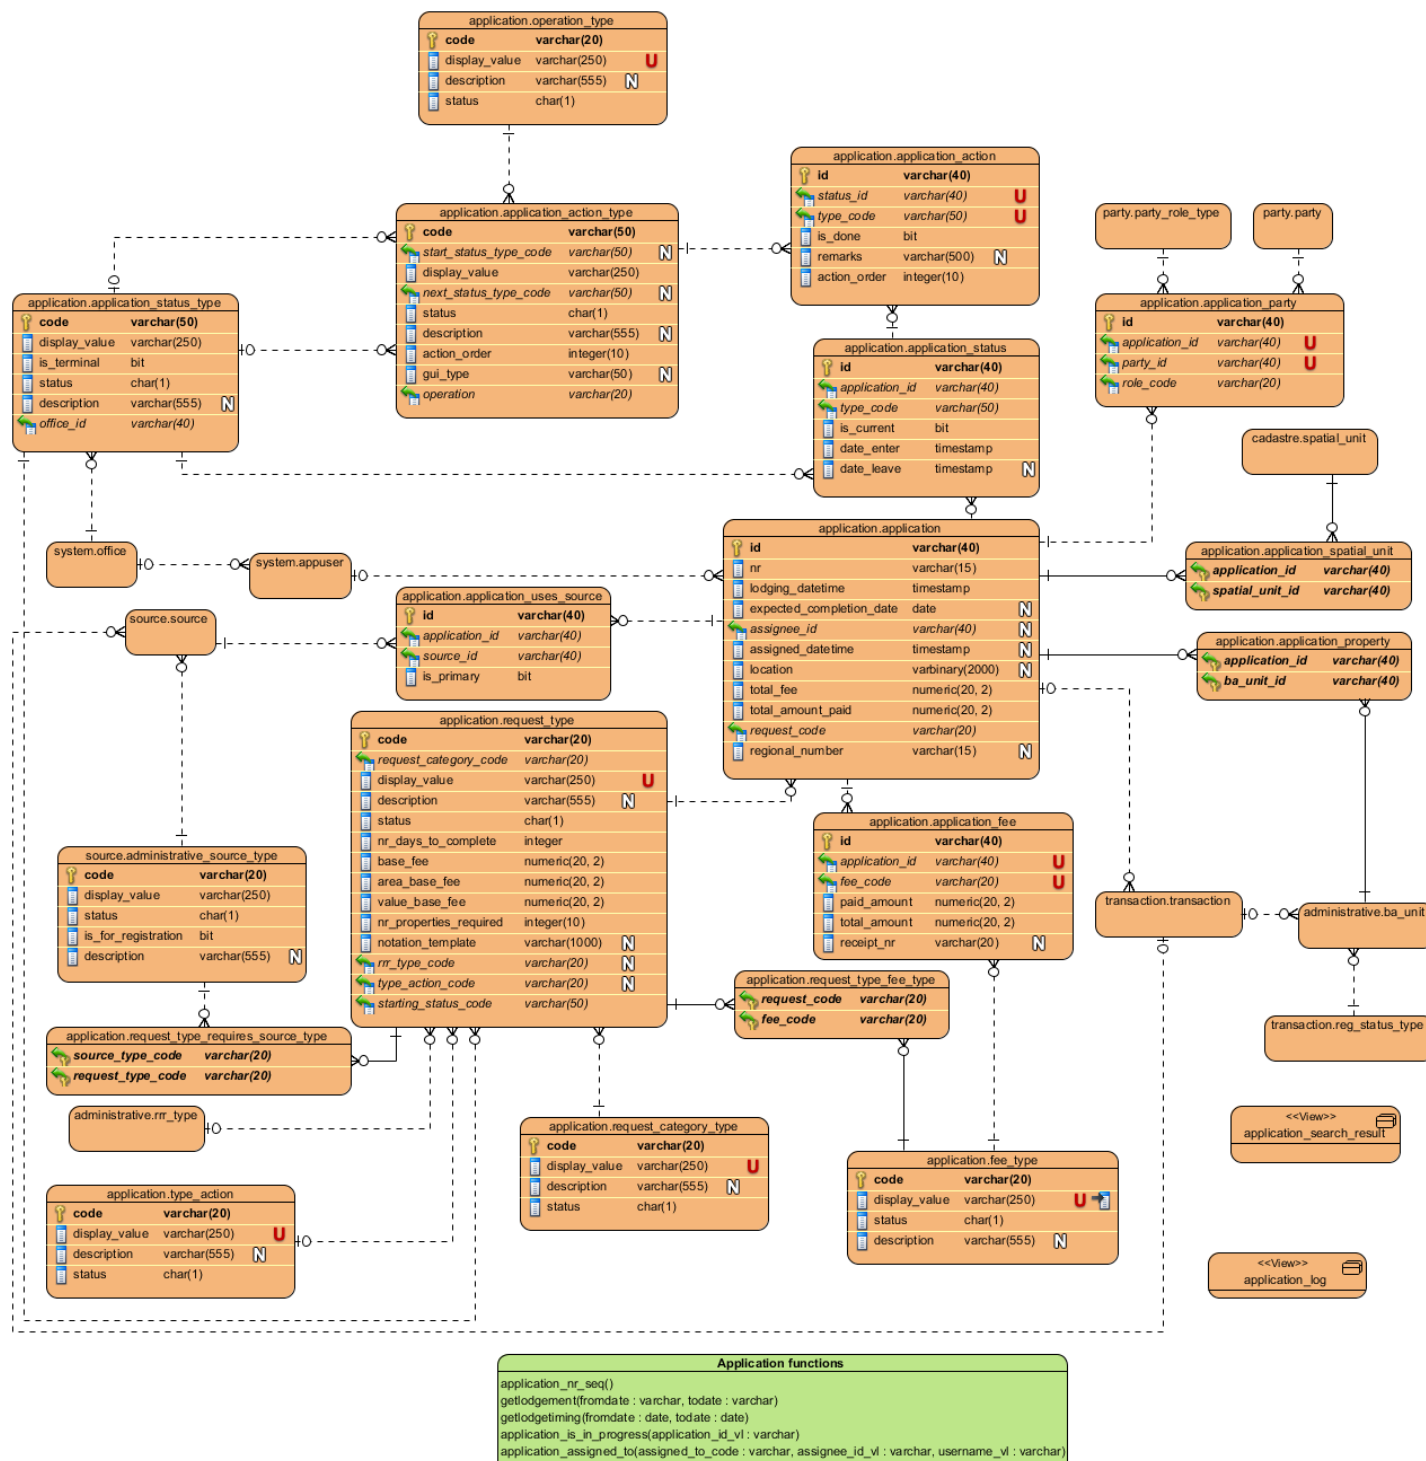 application.operation_type
code varchar(20)
display_value varchar(250) U
description varchar(555) N
status char(1)
application.application_action
id varchar(40)
status_id varchar(40) U
type_code varchar(50) U
is_done bit
remarks varchar(500) N
action_order integer(10)
application.application_action_type
code varchar(50)
start_status_type_code varchar(50) N
display_value varchar(250)
next_status_type_code varchar(50) N
status char(1)
description varchar(555) N
action_order integer(10)
gui_type varchar(50) N
operation varchar(20)
party.party_role_type
party.party
application.application_status_type
code varchar(50)
display_value varchar(250)
is_terminal bit
status char(1)
description varchar(555) N
office_id varchar(40)
application.application_party
id varchar(40)
application_id varchar(40) U
party_id varchar(40) U
role_code varchar(20)
application.application_status
id varchar(40)
application_id varchar(40)
type_code varchar(50)
is_current bit
date_enter timestamp
date_leave timestamp N
cadastre.spatial_unit
system.office
system.appuser
application.application
id varchar(40)
nr varchar(15)
lodging_datetime timestamp
expected_completion_date date N
assignee_id varchar(40) N
assigned_datetime timestamp N
location varbinary(2000) N
total_fee numeric(20, 2)
total_amount_paid numeric(20, 2)
request_code varchar(20)
regional_number varchar(15) N
application.application_spatial_unit
application_id varchar(40)
spatial_unit_id varchar(40)
source.source
application.application_uses_source
id varchar(40)
application_id varchar(40)
source_id varchar(40)
is_primary bit
application.application_property
application_id varchar(40)
ba_unit_id varchar(40)
application.request_type
code varchar(20)
request_category_code varchar(20)
display_value varchar(250) U
description varchar(555) N
status char(1)
nr_days_to_complete integer
base_fee numeric(20, 2)
area_base_fee numeric(20, 2)
value_base_fee numeric(20, 2)
nr_properties_required integer(10)
notation_template varchar(1000) N
rrr_type_code varchar(20) N
type_action_code varchar(20) N
starting_status_code varchar(50)
application.application_fee
id varchar(40)
application_id varchar(40) U
fee_code varchar(20) U
paid_amount numeric(20, 2)
total_amount numeric(20, 2)
receipt_nr varchar(20) N
source.administrative_source_type
code varchar(20)
display_value varchar(250)
status char(1)
is_for_registration bit
description varchar(555) N
transaction.transaction
administrative.ba_unit
application.request_type_fee_type
request_code varchar(20)
fee_code varchar(20)
transaction.reg_status_type
application.request_type_requires_source_type
source_type_code varchar(20)
request_type_code varchar(20)
administrative.rrr_type
application.request_category_type
code varchar(20)
display_value varchar(250) U
description varchar(555) N
status char(1)
<<View>>
application_search_result
application.fee_type
code varchar(20)
display_value varchar(250) U
status char(1)
description varchar(555) N
application.type_action
code varchar(20)
display_value varchar(250) U
description varchar(555) N
status char(1)
<<View>>
application_log
Application functions
application_nr_seq()
getlodgement(fromdate : varchar, todate : varchar)
getlodgetiming(fromdate : date, todate : date)
application_is_in_progress(application_id_vl : varchar)
application_assigned_to(assigned_to_code : varchar, assignee_id_vl : varchar, username_vl : varchar)